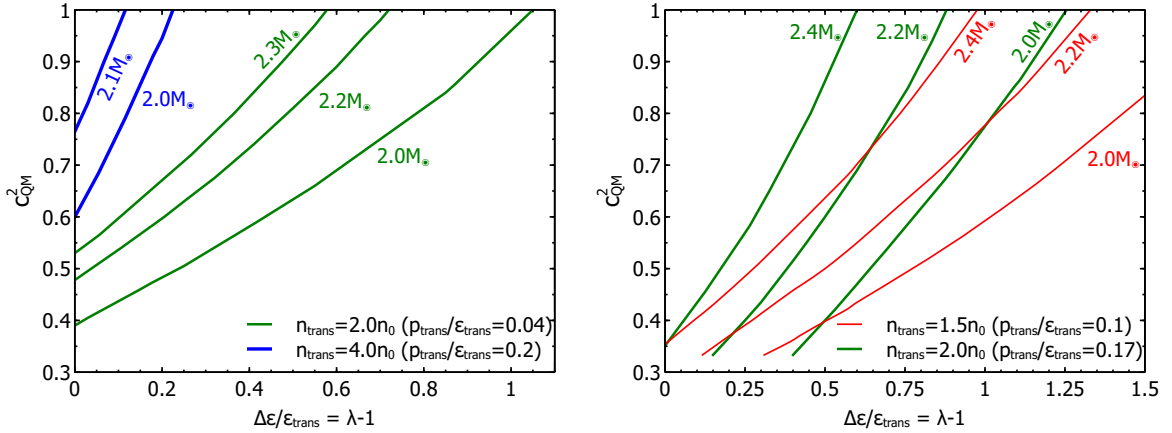 1
0.9
0.8
0.7
0.6
0.5
0.4
0.3
c²QM
0
0.2
0.4
0.6
0.8
1
Δε/εtrans = λ-1
2.1M⊙
2.0M⊙
2.3M⊙
2.2M⊙
2.0M⊙
ntrans=2.0n0 (ptrans/εtrans=0.04)
ntrans=4.0n0 (ptrans/εtrans=0.2)
1
0.9
0.8
0.7
0.6
0.5
0.4
0.3
c²QM
0
0.25
0.5
0.75
1
1.25
1.5
Δε/εtrans = λ-1
2.4M⊙
2.2M⊙
2.4M⊙
2.0M⊙
2.2M⊙
2.0M⊙
ntrans=1.5n0 (ptrans/εtrans=0.1)
ntrans=2.0n0 (ptrans/εtrans=0.17)